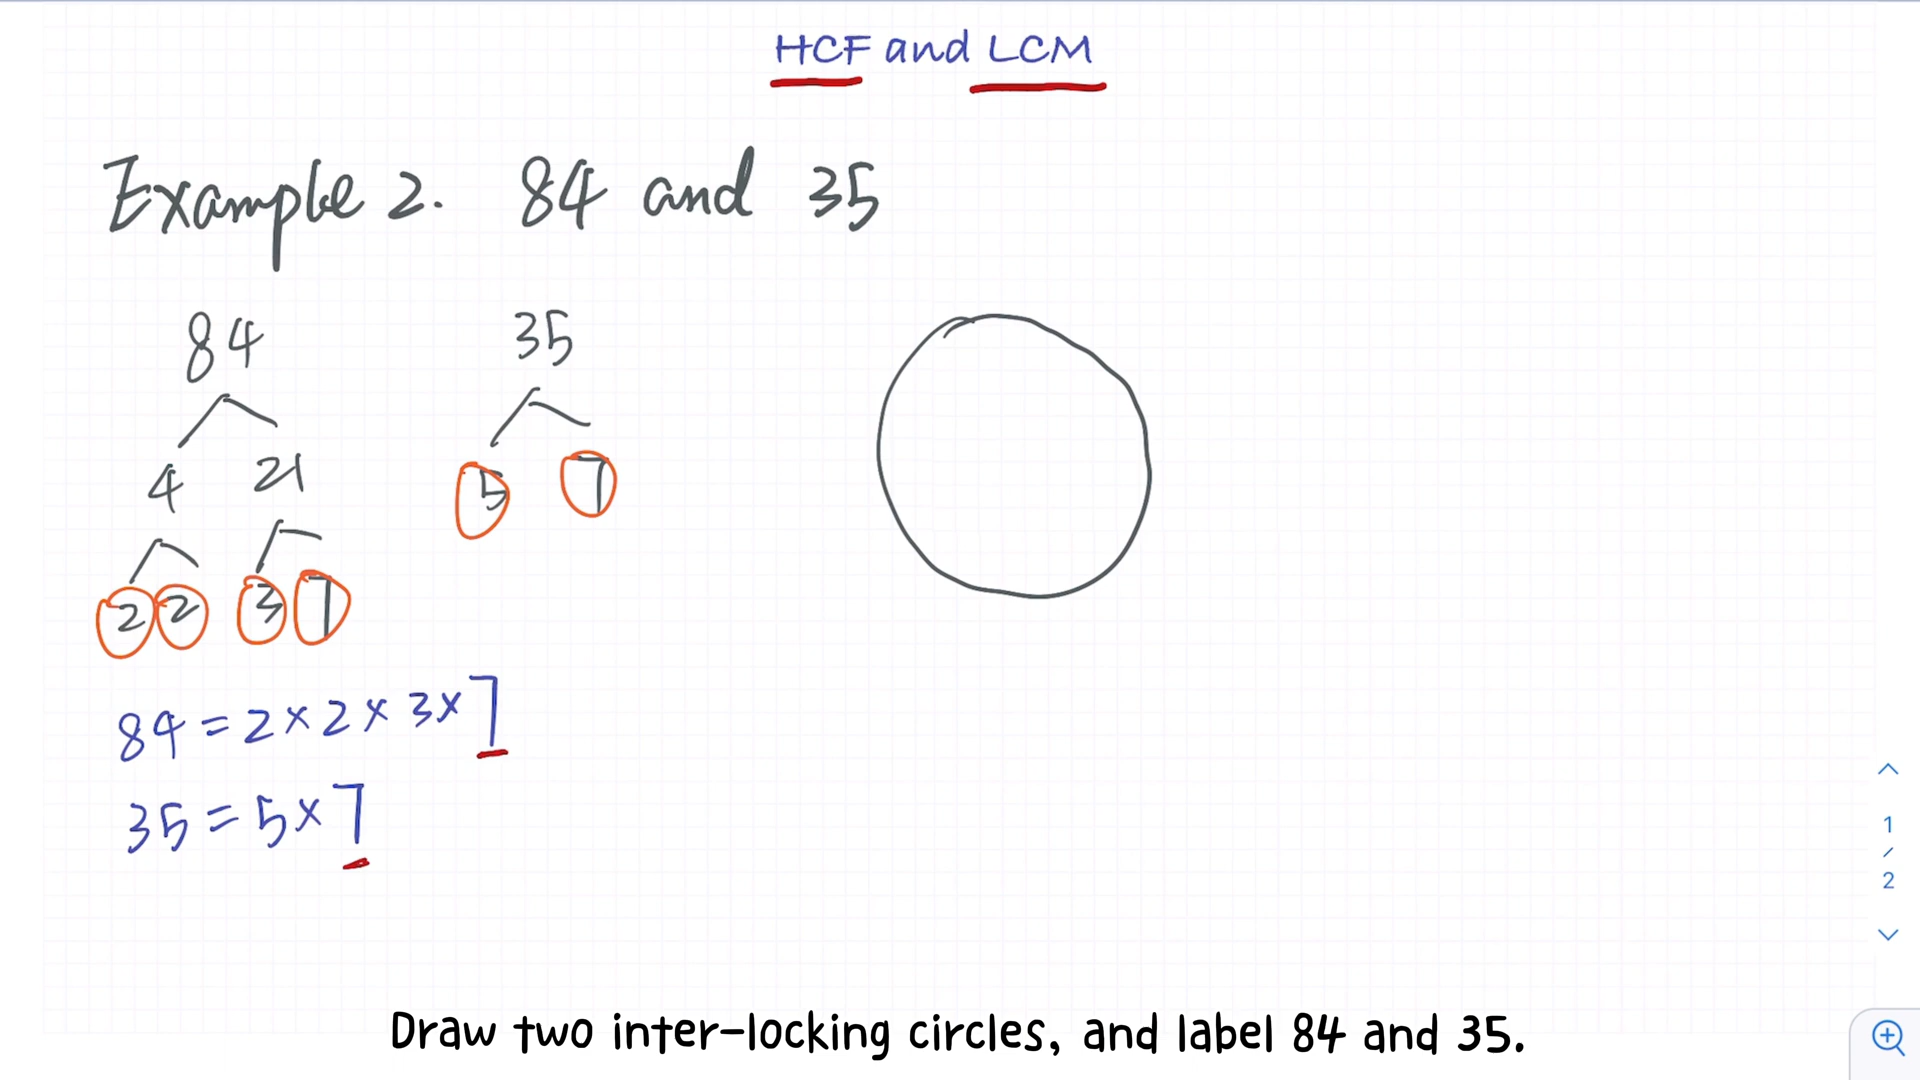 HCF and LCM
Example 2. 84 and 35
84 35
4 21 5 7
2 2 3 7
84 = 2 × 2 × 3 × 7
35 = 5 × 7
1
/
2
Draw two inter-locking circles, and label 84 and 35.